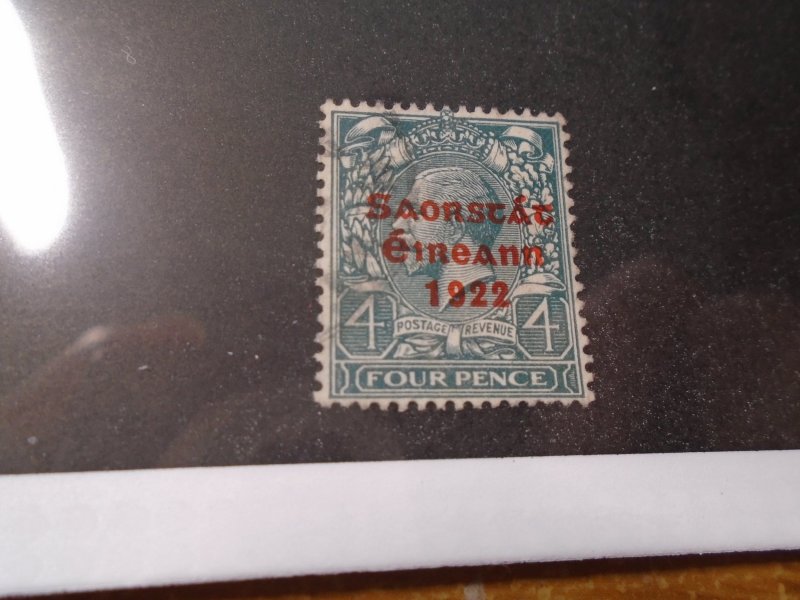 Saorstát
Éireann
1922
4 POSTAGE REVENUE 4
FOUR PENCE